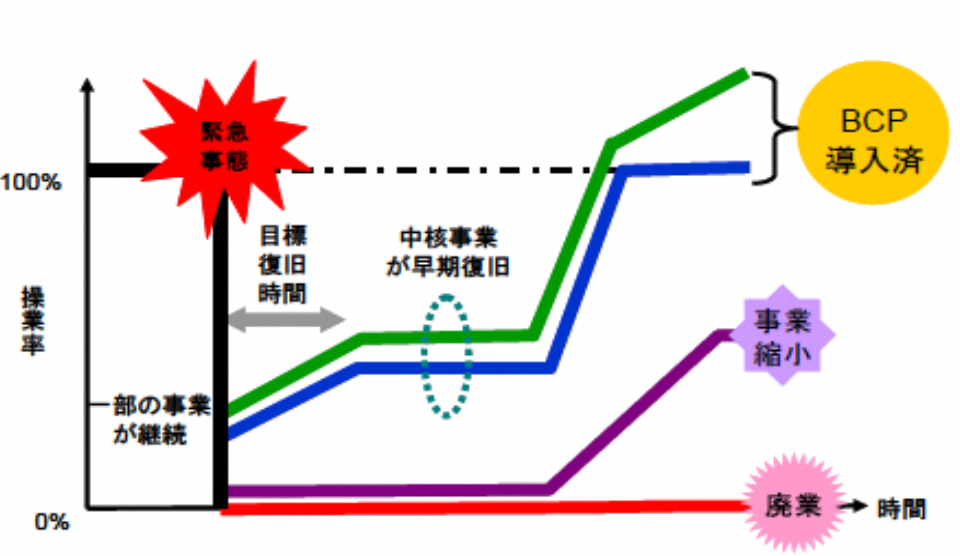 緊急
事態
BCP
導入済
100%
目標
復旧
時間
中核事業
が早期復旧
操業率
事業
縮小
一部の事業
が継続
廃業
時間
0%